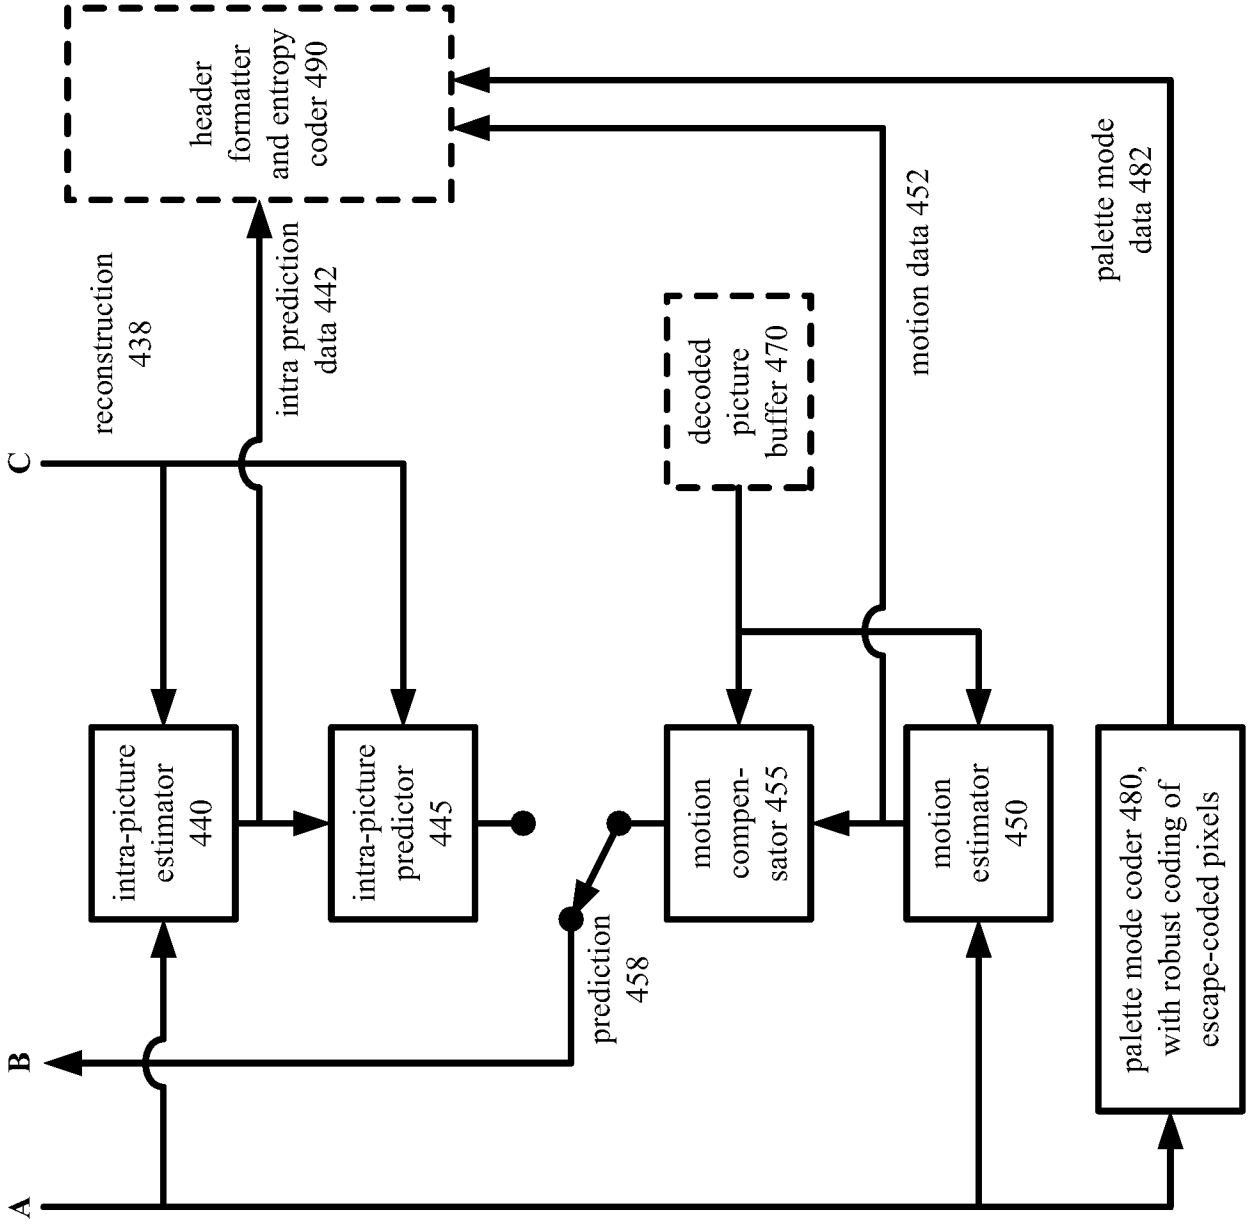 A
B
C
reconstruction
438
intra prediction
data 442
header
formatter
and entropy
coder 490
intra-picture
estimator
440
intra-picture
predictor
445
prediction
458
motion
compen-
sator 455
decoded
picture
buffer 470
motion data 452
motion
estimator
450
palette mode
data 482
palette mode coder 480,
with robust coding of
escape-coded pixels